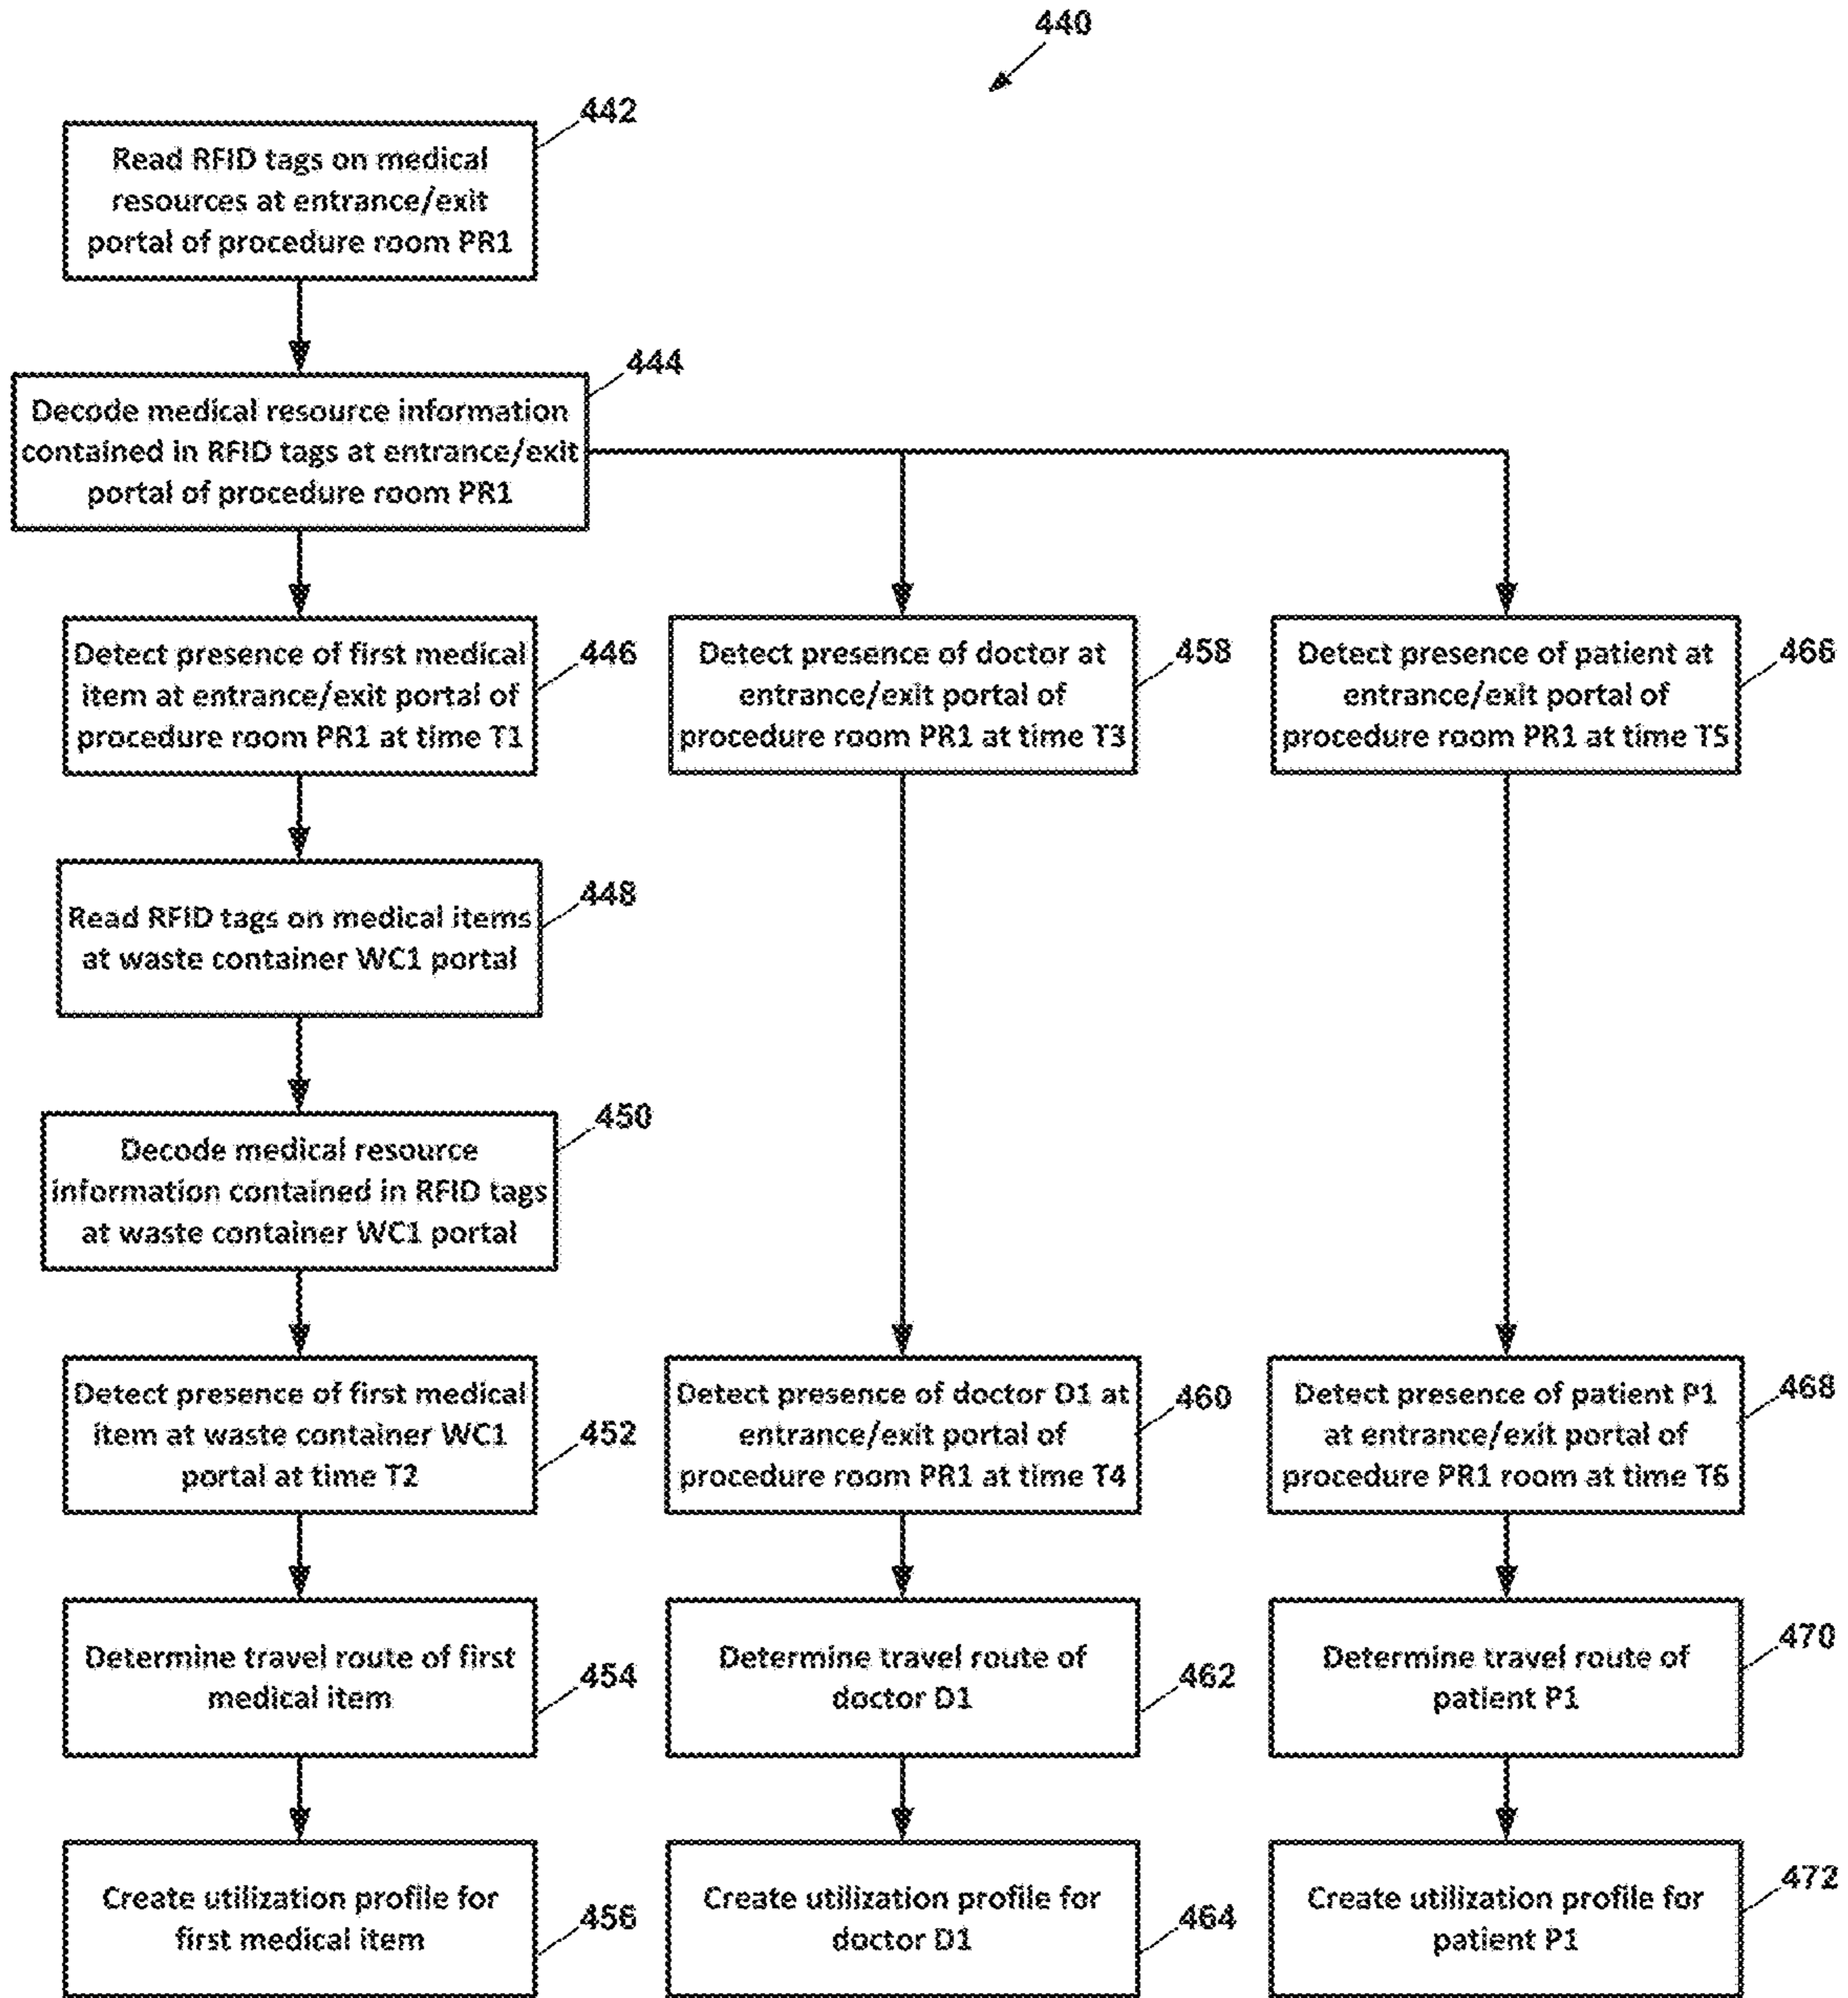 440
442
Read RFID tags on medical
resources at entrance/exit
portal of procedure room PR1
444
Decode medical resource information
contained in RFID tags at entrance/exit
portal of procedure room PR1
Detect presence of first medical
item at entrance/exit portal of
procedure room PR1 at time T1
446
Detect presence of doctor at
entrance/exit portal of
procedure room PR1 at time T3
458
Detect presence of patient at
entrance/exit portal of
procedure room PR1 at time T5
466
448
Read RFID tags on medical items
at waste container WC1 portal
450
Decode medical resource
information contained in RFID tags
at waste container WC1 portal
Detect presence of first medical
item at waste container WC1
portal at time T2
452
Detect presence of doctor D1 at
entrance/exit portal of
procedure room PR1 at time T4
460
Detect presence of patient P1
at entrance/exit portal of
procedure PR1 room at time T6
468
Determine travel route of first
medical item
454
Determine travel route of
doctor D1
462
Determine travel route of
patient P1
470
Create utilization profile for
first medical item
456
Create utilization profile for
doctor D1
464
Create utilization profile for
patient P1
472